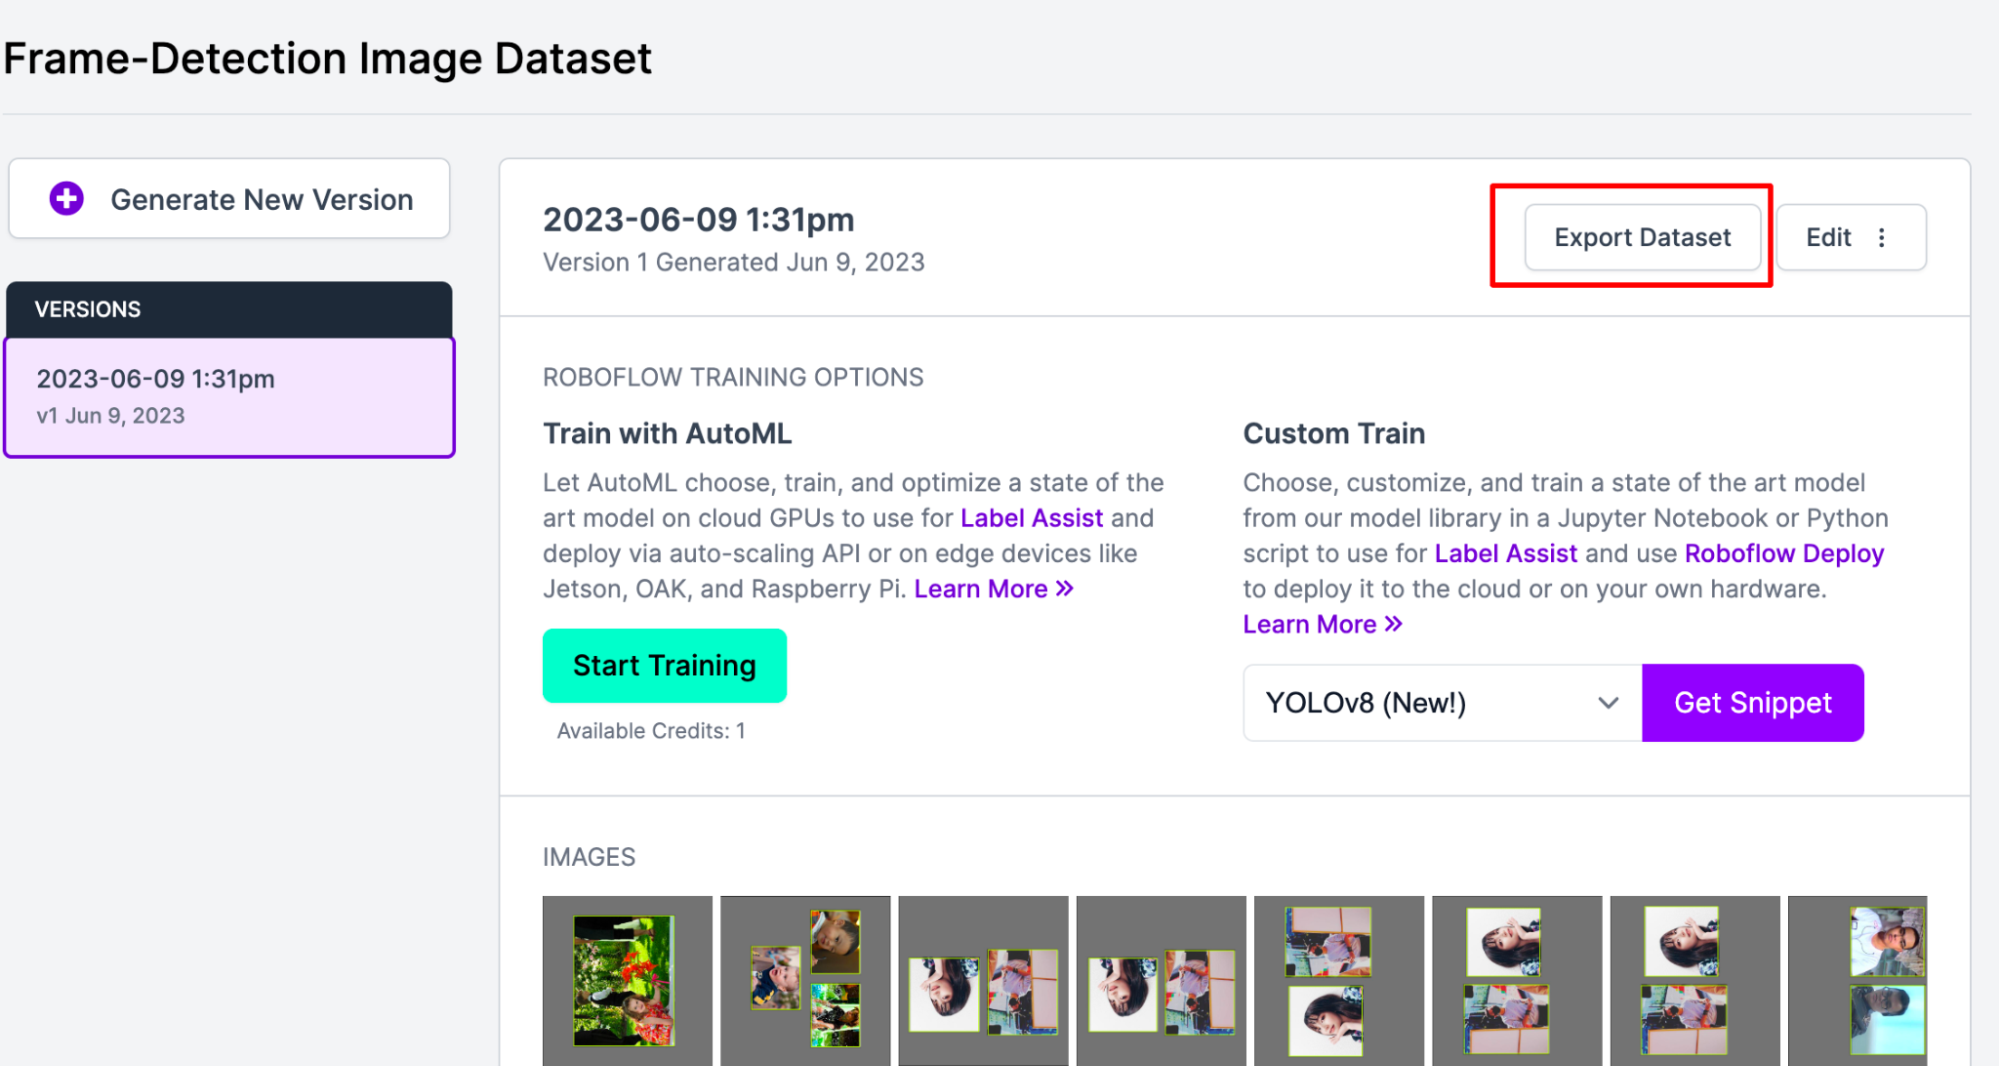 Frame-Detection Image Dataset
Generate New Version
VERSIONS
2023-06-09 1:31pm
v1 Jun 9, 2023
2023-06-09 1:31pm
Version 1 Generated Jun 9, 2023
Export Dataset
Edit
ROBOFLOW TRAINING OPTIONS
Train with AutoML
Let AutoML choose, train, and optimize a state of the
art model on cloud GPUs to use for Label Assist and
deploy via auto-scaling API or on edge devices like
Jetson, OAK, and Raspberry Pi. Learn More »
Start Training
Available Credits: 1
Custom Train
Choose, customize, and train a state of the art model
from our model library in a Jupyter Notebook or Python
script to use for Label Assist and use Roboflow Deploy
to deploy it to the cloud or on your own hardware.
Learn More »
YOLOv8 (New!)
Get Snippet
IMAGES